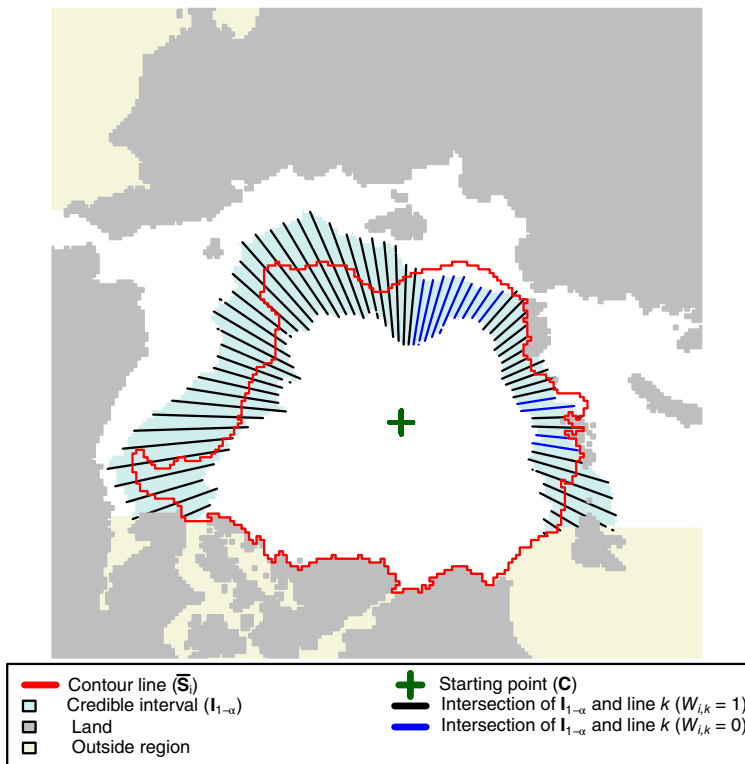 Contour line (S̅i)
Credible interval (I1−α)
Land
Outside region
Starting point (C)
Intersection of I1−α and line k (Wi,k = 1)
Intersection of I1−α and line k (Wi,k = 0)